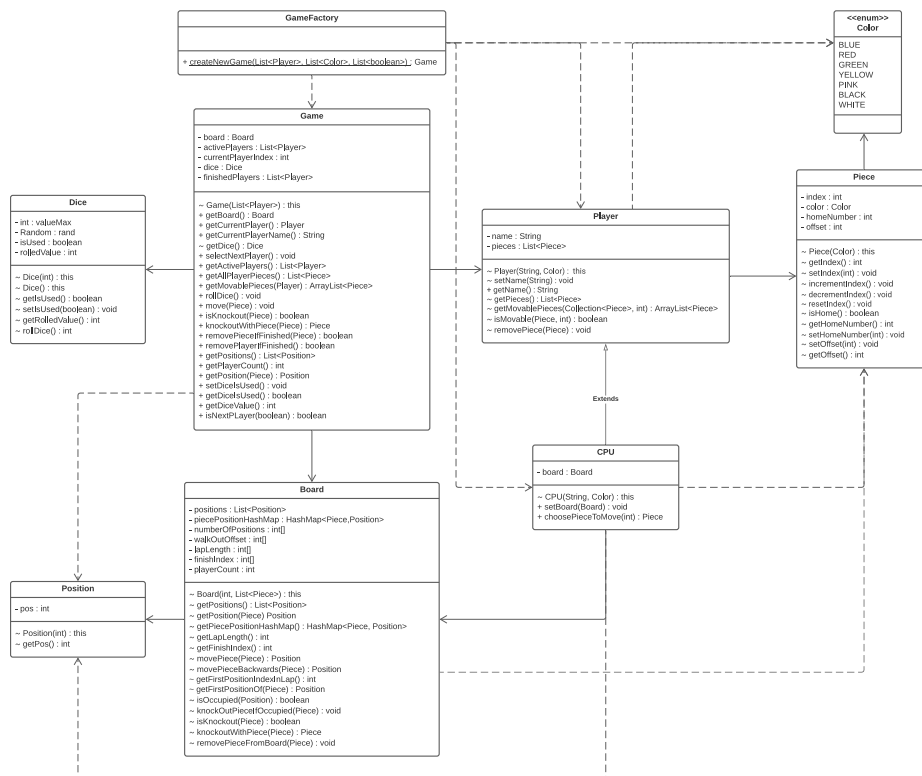 GameFactory
+ createNewGame(List<Player>, List<Color>, List<boolean>) : Game
<<enum>>
Color
BLUE
RED
GREEN
YELLOW
PINK
BLACK
WHITE
Game
- board : Board
- activePlayers : List<Player>
- currentPlayerIndex : int
- dice : Dice
- finishedPlayers : List<Player>
~ Game(List<Player>) : this
+ getBoard() : Board
+ getCurrentPlayer() : Player
+ getCurrentPlayerName() : String
~ getDice() : Dice
+ selectNextPlayer() : void
+ getActivePlayers() : List<Player>
+ getAllPlayerPieces() : List<Piece>
+ getMovablePieces(Player) : ArrayList<Piece>
+ rollDice() : void
+ move(Piece) : void
+ isKnockout(Piece) : boolean
+ knockoutWithPiece(Piece) : Piece
+ removePieceIfFinished(Piece) : boolean
+ removePlayerIfFinished() : boolean
+ getPositions() : List<Position>
+ getPlayerCount() : int
+ getPosition(Piece) : Position
+ setDiceIsUsed() : void
+ getDiceIsUsed() : boolean
+ getDiceValue() : int
+ isNextPLayer(boolean) : boolean
Dice
- int : valueMax
- Random : rand
- isUsed : boolean
- rolledValue : int
~ Dice(int) : this
~ Dice() : this
~ getIsUsed() : boolean
~ setIsUsed(boolean) : void
~ getRolledValue() : int
~ rollDice() : int
Player
- name : String
- pieces : List<Piece>
~ Player(String, Color) : this
~ setName(String) : void
+ getName() : String
~ getPieces() : List<Piece>
~ getMovablePieces(Collection<Piece>, int) : ArrayList<Piece>
~ isMovable(Piece, int) : boolean
~ removePiece(Piece) : void
Piece
- index : int
- color : Color
- homeNumber : int
- offset : int
~ Piece(Color) : this
~ getIndex() : int
~ setIndex(int) : void
~ incrementIndex() : void
~ decrementIndex() : void
~ resetIndex() : void
~ isHome() : boolean
~ getHomeNumber() : int
~ setHomeNumber(int) : void
~ setOffset(int) : void
~ getOffset() : int
Extends
CPU
- board : Board
~ CPU(String, Color) : this
+ setBoard(Board) : void
+ choosePieceToMove(int) : Piece
Board
- positions : List<Position>
- piecePositionHashMap : HashMap<Piece,Position>
- numberOfPositions : int[]
- walkOutOffset : int[]
- lapLength : int[]
- finishIndex : int[]
- playerCount : int
~ Board(int, List<Piece>) : this
~ getPositions() : List<Position>
~ getPosition(Piece) Position
~ getPiecePositionHashMap() : HashMap<Piece, Position>
~ getLapLength() : int
~ getFinishIndex() : int
~ movePiece(Piece) : Position
~ movePieceBackwards(Piece) : Position
~ getFirstPositionIndexInLap() : int
~ getFirstPositionOf(Piece) : Position
~ isOccupied(Position) : boolean
~ knockOutPieceIfOccupied(Piece) : void
~ isKnockout(Piece) : boolean
~ knockoutWithPiece(Piece) : Piece
~ removePieceFromBoard(Piece) : void
Position
- pos : int
~ Position(int) : this
~ getPos() : int